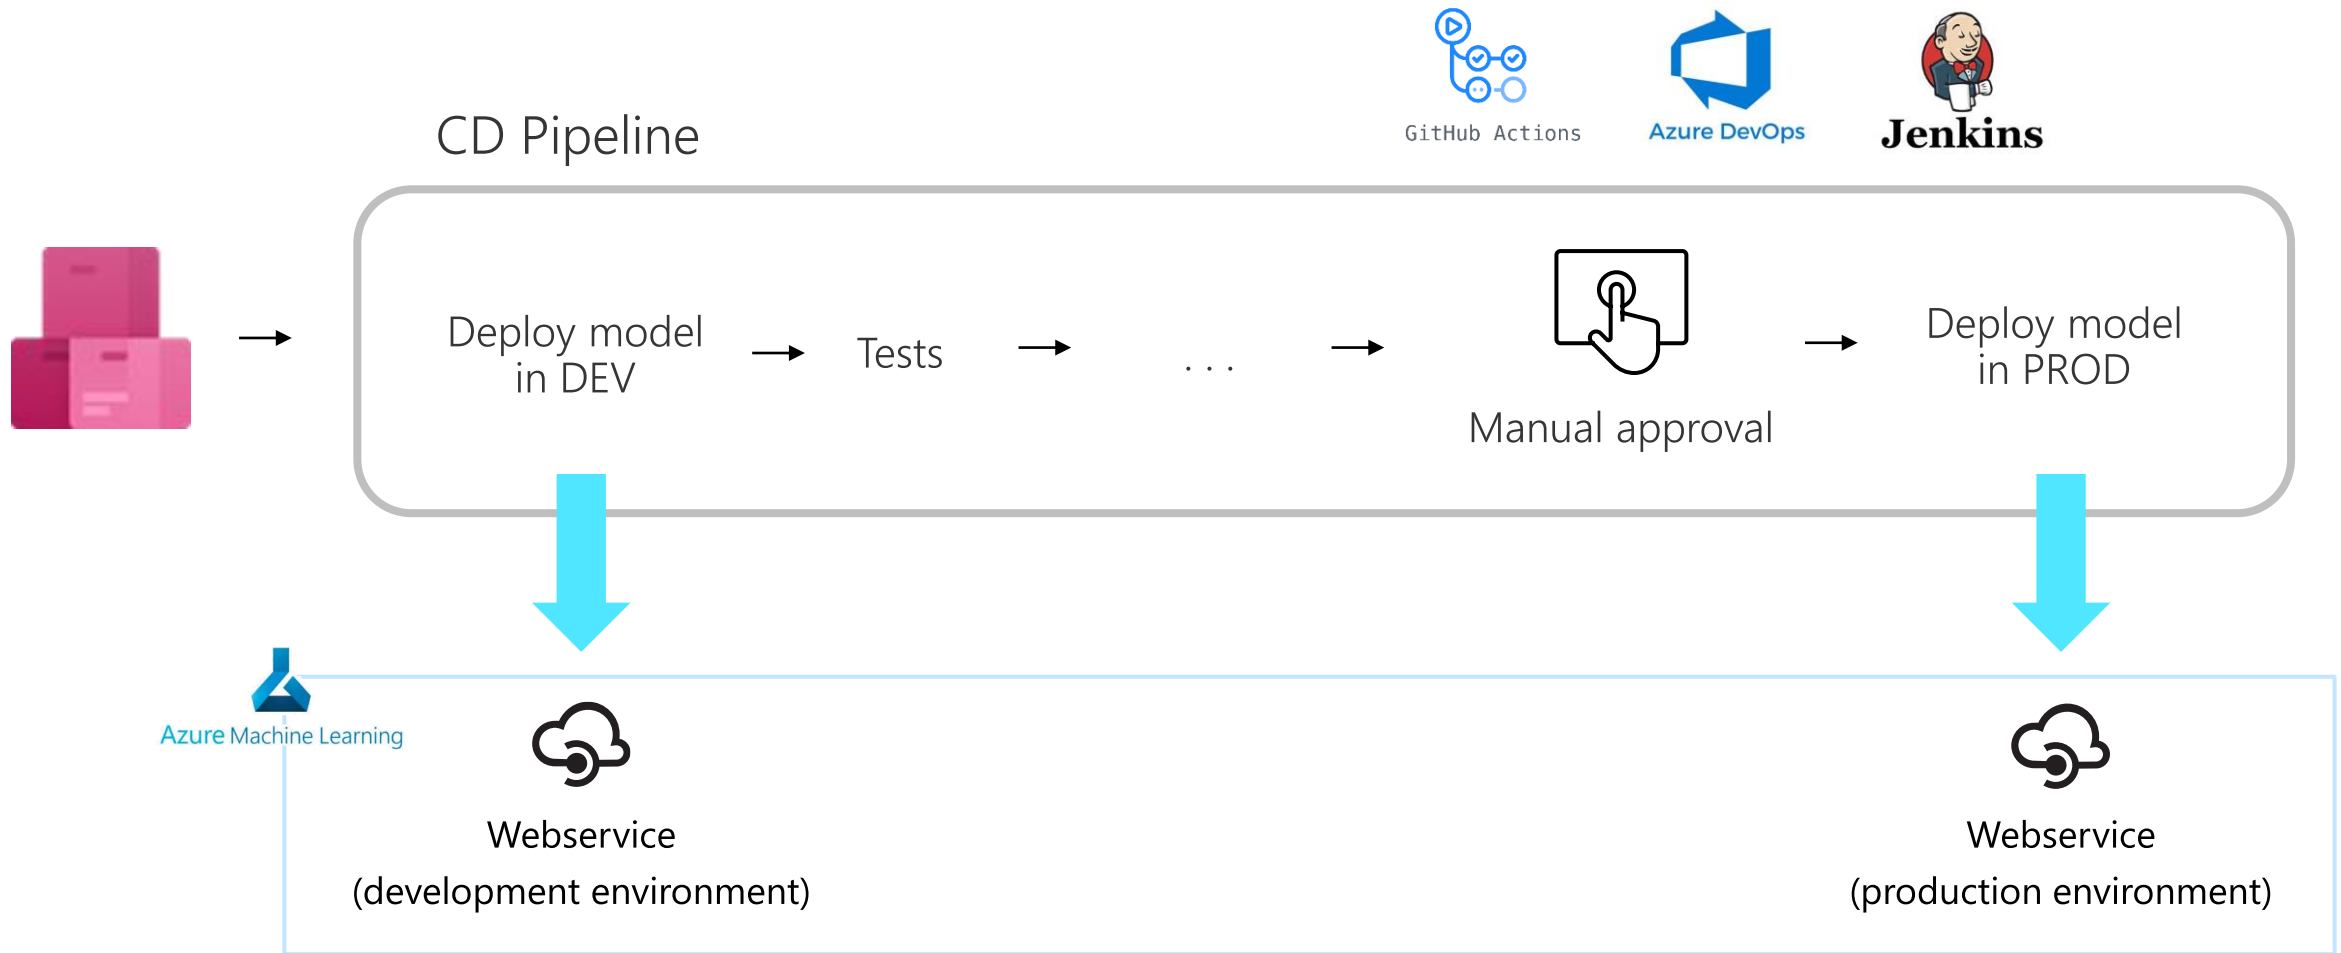 GitHub Actions
Azure DevOps
Jenkins
CD Pipeline
Deploy model
in DEV
Tests
. . .
Manual approval
Deploy model
in PROD
Azure Machine Learning
Webservice
(development environment)
Webservice
(production environment)